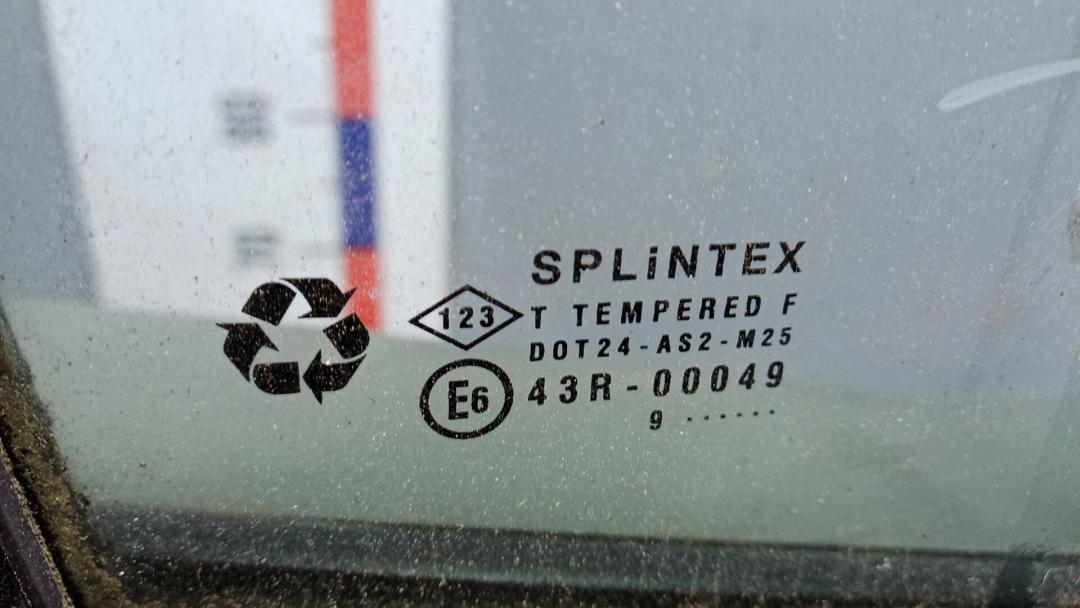 SPLiNTEX
123 T TEMPERED F
DOT24-AS2-M25
E6 43R-00049
9 ······